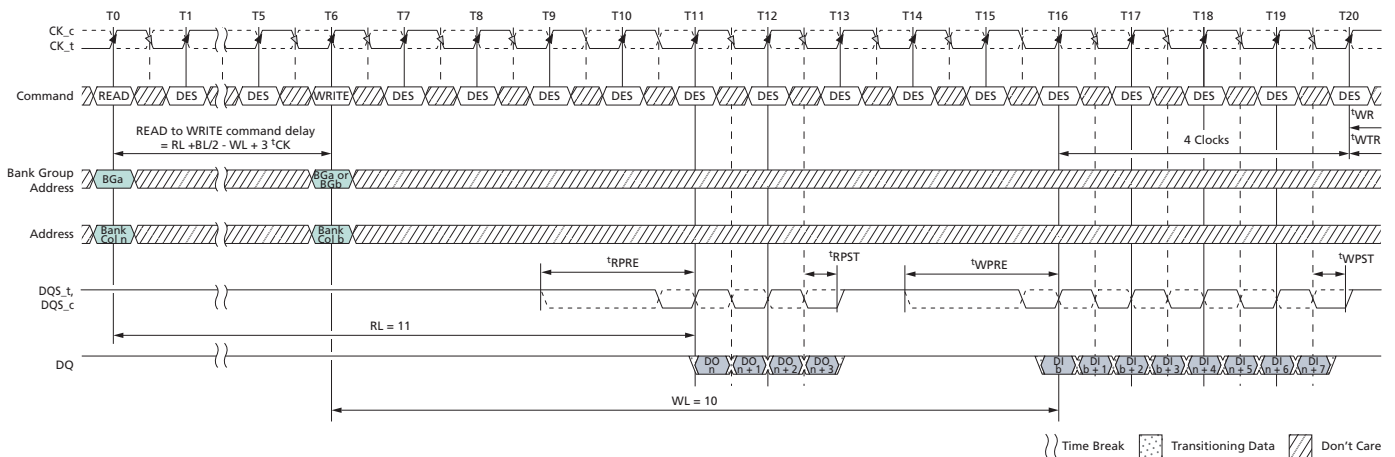 T0 T1 T5 T6 T7 T8 T9 T10 T11 T12 T13 T14 T15 T16 T17 T18 T19 T20
CK_c
CK_t
Command READ DES DES WRITE DES DES DES DES DES DES DES DES DES DES DES DES DES DES
READ to WRITE command delay
= RL +BL/2 - WL + 3 tCK
tWR
4 Clocks
tWTR
Bank Group
Address
BGa
BGa or
BGb
Address
Bank
Col n
Bank
Col b
tRPRE
tRPST
tWPRE
tWPST
DQS_t,
DQS_c
RL = 11
DQ
DO
n
DO
n + 1
DO
n + 2
DO
n + 3
DI
b
DI
b + 1
DI
b + 2
DI
b + 3
DI
n + 4
DI
n + 5
DI
n + 6
DI
n + 7
WL = 10
Time Break Transitioning Data Don't Care